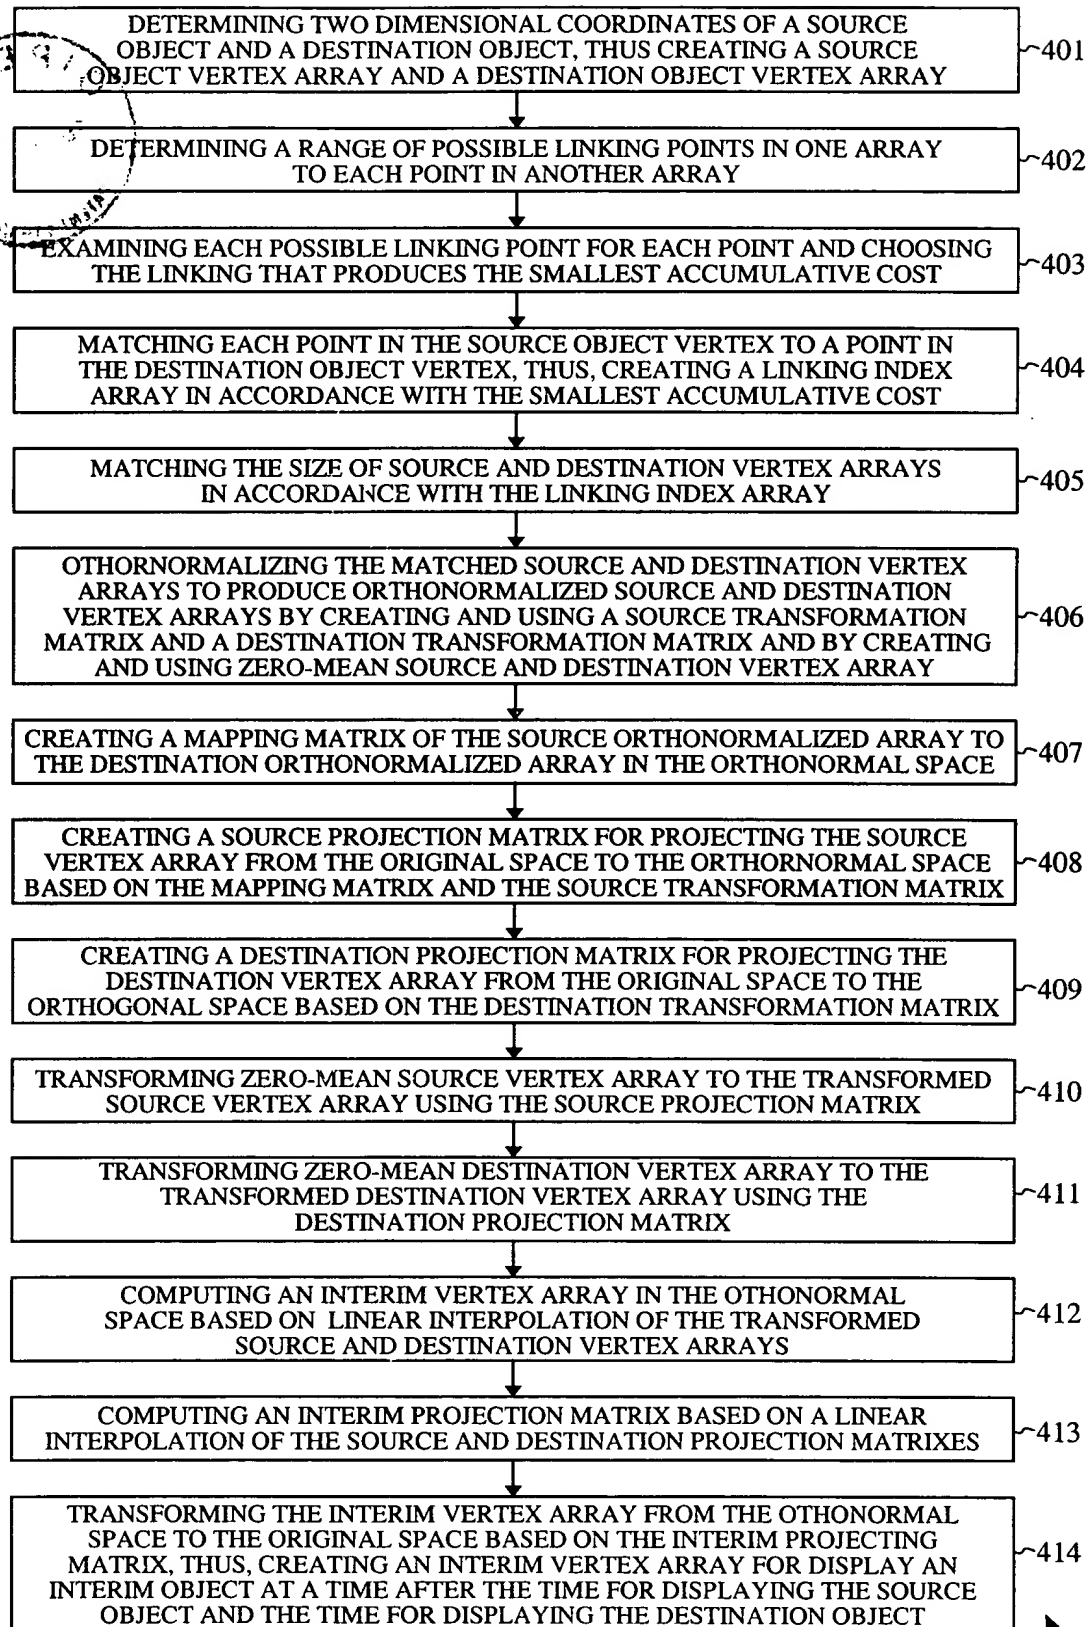 DETERMINING TWO DIMENSIONAL COORDINATES OF A SOURCE
OBJECT AND A DESTINATION OBJECT, THUS CREATING A SOURCE
OBJECT VERTEX ARRAY AND A DESTINATION OBJECT VERTEX ARRAY
401
DETERMINING A RANGE OF POSSIBLE LINKING POINTS IN ONE ARRAY
TO EACH POINT IN ANOTHER ARRAY
402
EXAMINING EACH POSSIBLE LINKING POINT FOR EACH POINT AND CHOOSING
THE LINKING THAT PRODUCES THE SMALLEST ACCUMULATIVE COST
403
MATCHING EACH POINT IN THE SOURCE OBJECT VERTEX TO A POINT IN
THE DESTINATION OBJECT VERTEX, THUS, CREATING A LINKING INDEX
ARRAY IN ACCORDANCE WITH THE SMALLEST ACCUMULATIVE COST
404
MATCHING THE SIZE OF SOURCE AND DESTINATION VERTEX ARRAYS
IN ACCORDANCE WITH THE LINKING INDEX ARRAY
405
OTHORNORMALIZING THE MATCHED SOURCE AND DESTINATION VERTEX
ARRAYS TO PRODUCE ORTHONORMALIZED SOURCE AND DESTINATION
VERTEX ARRAYS BY CREATING AND USING A SOURCE TRANSFORMATION
MATRIX AND A DESTINATION TRANSFORMATION MATRIX AND BY CREATING
AND USING ZERO-MEAN SOURCE AND DESTINATION VERTEX ARRAY
406
CREATING A MAPPING MATRIX OF THE SOURCE ORTHONORMALIZED ARRAY TO
THE DESTINATION ORTHONORMALIZED ARRAY IN THE ORTHONORMAL SPACE
407
CREATING A SOURCE PROJECTION MATRIX FOR PROJECTING THE SOURCE
VERTEX ARRAY FROM THE ORIGINAL SPACE TO THE ORTHORNORMAL SPACE
BASED ON THE MAPPING MATRIX AND THE SOURCE TRANSFORMATION MATRIX
408
CREATING A DESTINATION PROJECTION MATRIX FOR PROJECTING THE
DESTINATION VERTEX ARRAY FROM THE ORIGINAL SPACE TO THE
ORTHOGONAL SPACE BASED ON THE DESTINATION TRANSFORMATION MATRIX
409
TRANSFORMING ZERO-MEAN SOURCE VERTEX ARRAY TO THE TRANSFORMED
SOURCE VERTEX ARRAY USING THE SOURCE PROJECTION MATRIX
410
TRANSFORMING ZERO-MEAN DESTINATION VERTEX ARRAY TO THE
TRANSFORMED DESTINATION VERTEX ARRAY USING THE
DESTINATION PROJECTION MATRIX
411
COMPUTING AN INTERIM VERTEX ARRAY IN THE OTHONORMAL
SPACE BASED ON LINEAR INTERPOLATION OF THE TRANSFORMED
SOURCE AND DESTINATION VERTEX ARRAYS
412
COMPUTING AN INTERIM PROJECTION MATRIX BASED ON A LINEAR
INTERPOLATION OF THE SOURCE AND DESTINATION PROJECTION MATRIXES
413
TRANSFORMING THE INTERIM VERTEX ARRAY FROM THE OTHONORMAL
SPACE TO THE ORIGINAL SPACE BASED ON THE INTERIM PROJECTING
MATRIX, THUS, CREATING AN INTERIM VERTEX ARRAY FOR DISPLAY AN
INTERIM OBJECT AT A TIME AFTER THE TIME FOR DISPLAYING THE SOURCE
OBJECT AND THE TIME FOR DISPLAYING THE DESTINATION OBJECT
414